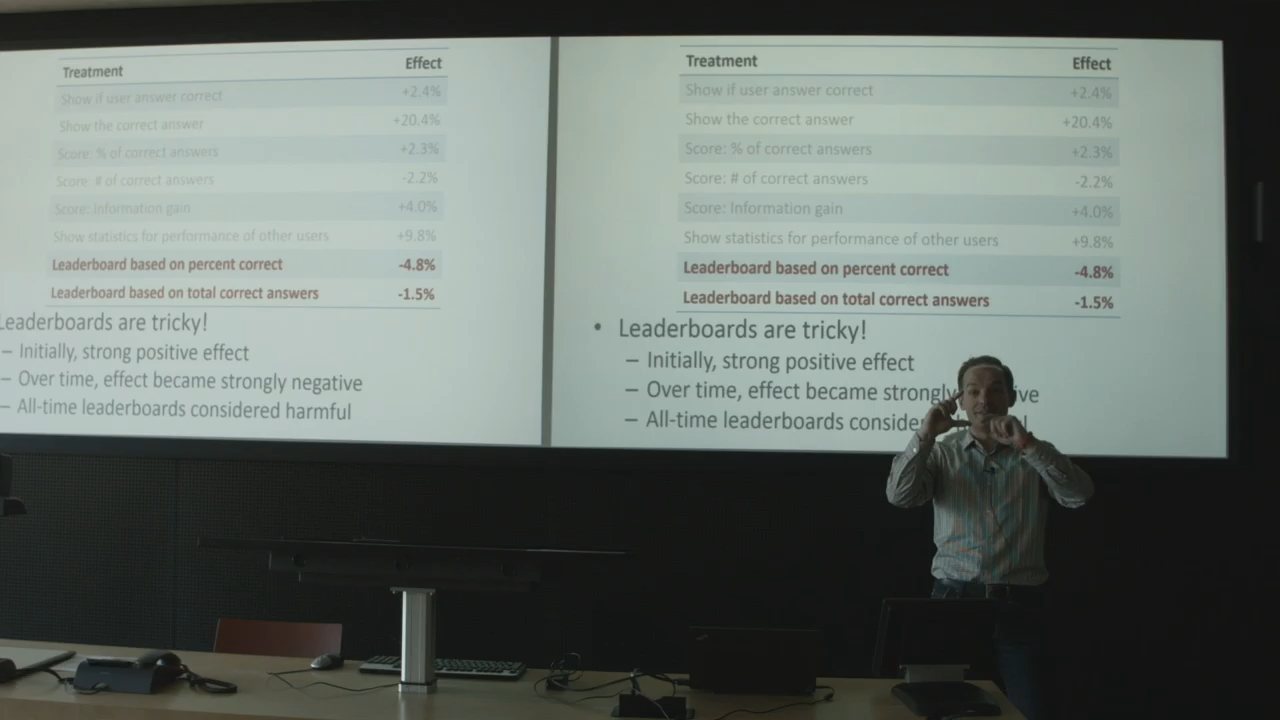 Treatment Effect
Show if user answer correct +2.4%
Show the correct answer +20.4%
Score: % of correct answers +2.3%
Score: # of correct answers -2.2%
Score: Information gain +4.0%
Show statistics for performance of other users +9.8%
Leaderboard based on percent correct -4.8%
Leaderboard based on total correct answers -1.5%
Leaderboards are tricky!
– Initially, strong positive effect
– Over time, effect became strongly negative
– All-time leaderboards considered harmful
Treatment Effect
Show if user answer correct +2.4%
Show the correct answer +20.4%
Score: % of correct answers +2.3%
Score: # of correct answers -2.2%
Score: Information gain +4.0%
Show statistics for performance of other users +9.8%
Leaderboard based on percent correct -4.8%
Leaderboard based on total correct answers -1.5%
• Leaderboards are tricky!
– Initially, strong positive effect
– Over time, effect became strongly
– All-time leaderboards